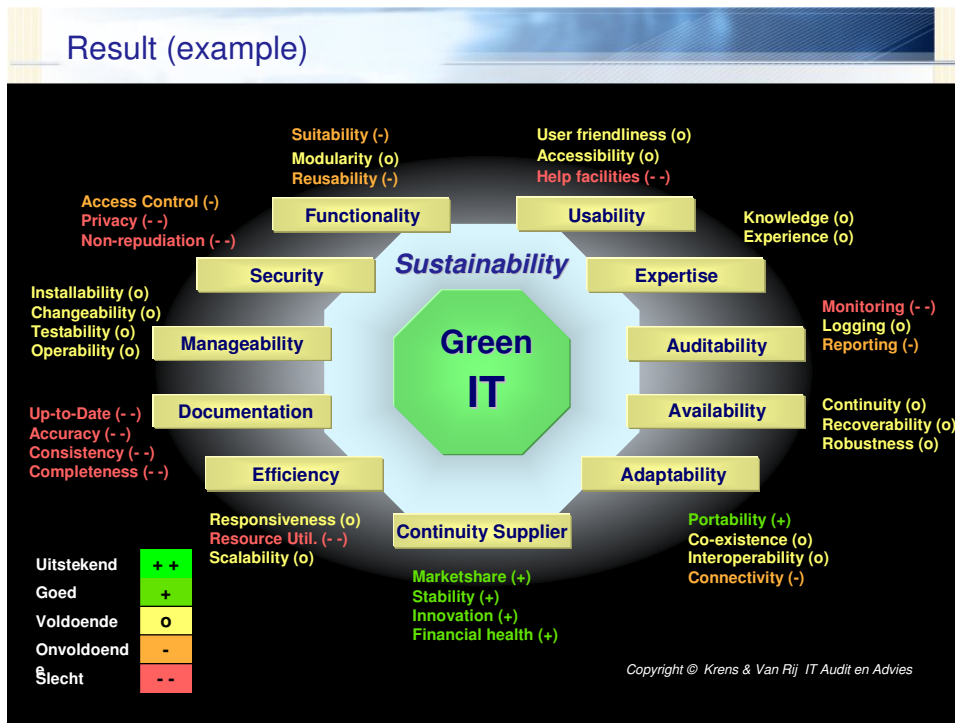 Result (example)
Suitability (-)
Modularity (o)
Reusability (-)
User friendliness (o)
Accessibility (o)
Help facilities (- -)
Access Control (-)
Privacy (- -)
Non-repudiation (- -)
Functionality
Usability
Knowledge (o)
Experience (o)
Security
Sustainability
Expertise
Installability (o)
Changeability (o)
Testability (o)
Operability (o)
Manageability
Green
IT
Auditability
Monitoring (- -)
Logging (o)
Reporting (-)
Up-to-Date (- -)
Accuracy (- -)
Consistency (- -)
Completeness (- -)
Documentation
Availability
Continuity (o)
Recoverability (o)
Robustness (o)
Efficiency
Adaptability
Responsiveness (o)
Resource Util. (- -)
Scalability (o)
Continuity Supplier
Portability (+)
Co-existence (o)
Interoperability (o)
Connectivity (-)
Marketshare (+)
Stability (+)
Innovation (+)
Financial health (+)
Uitstekend + +
Goed +
Voldoende o
Onvoldoend -
e
Slecht - -
Copyright © Krens & Van Rij IT Audit en Advies